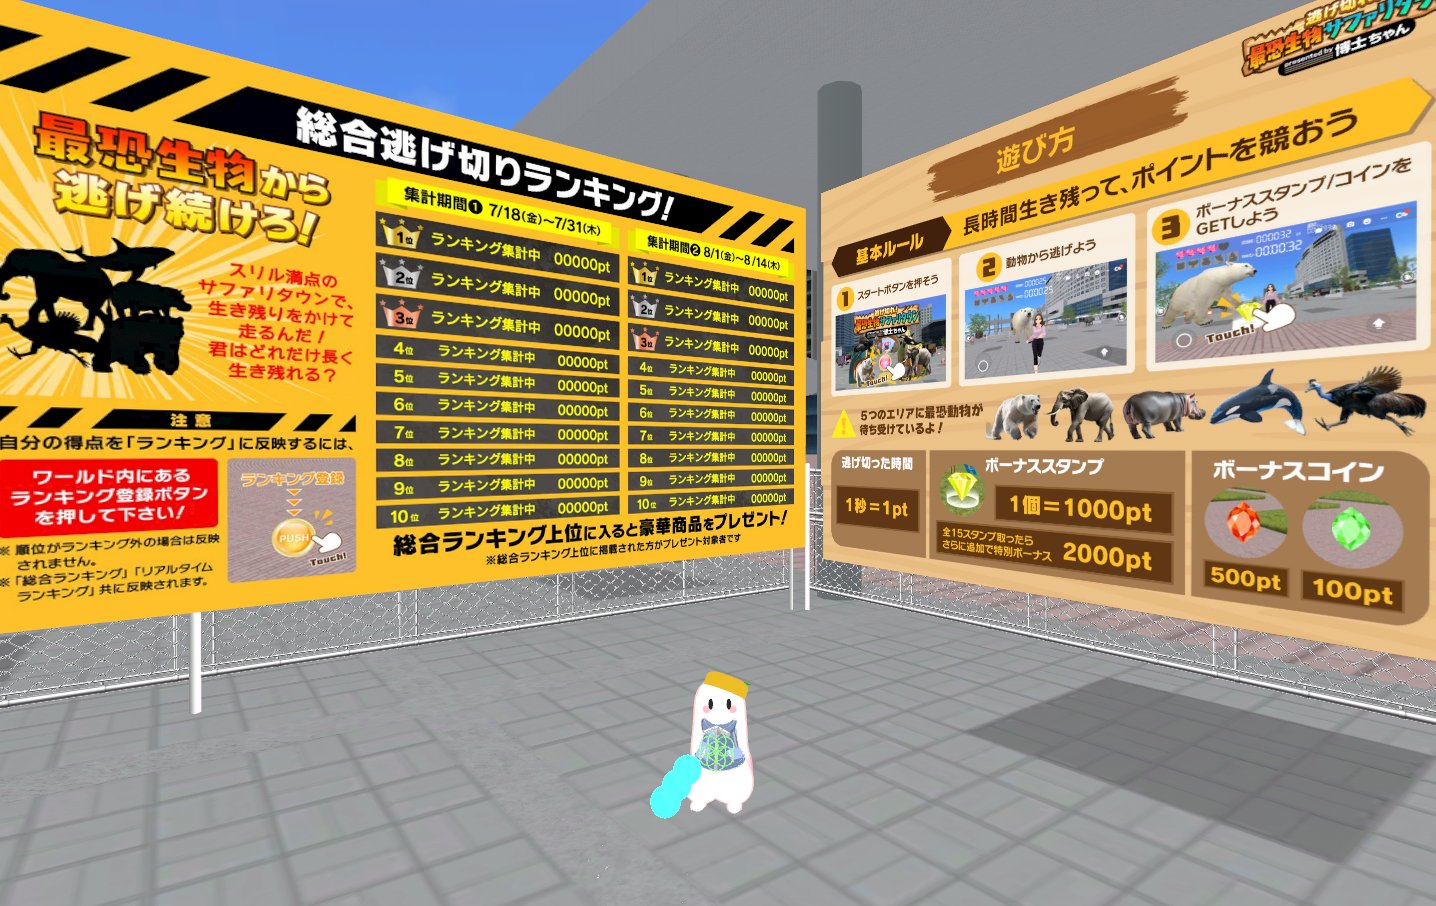 総合逃げ切りランキング!
最恐生物から
逃げ続けろ!
スリル満点の
サファリタウンで、
生き残りをかけて
走るんだ!
君はどれだけ長く
生き残れる?
注意
自分の得点を「ランキング」に反映するには、
ワールド内にある
ランキング登録ボタン
を押して下さい!
ランキング登録
PUSH
Touch!
※ 順位がランキング外の場合は反映
されません。
※「総合ランキング」「リアルタイム
ランキング」共に反映されます。
集計期間❶ 7/18(金)~7/31(木)
1位 ランキング集計中 00000pt
2位 ランキング集計中 00000pt
3位 ランキング集計中 00000pt
4位 ランキング集計中 00000pt
5位 ランキング集計中 00000pt
6位 ランキング集計中 00000pt
7位 ランキング集計中 00000pt
8位 ランキング集計中 00000pt
9位 ランキング集計中 00000pt
10位 ランキング集計中 00000pt
集計期間❷ 8/1(金)~8/14(木)
1位 ランキング集計中 00000pt
2位 ランキング集計中 00000pt
3位 ランキング集計中 00000pt
4位 ランキング集計中 00000pt
5位 ランキング集計中 00000pt
6位 ランキング集計中 00000pt
7位 ランキング集計中 00000pt
8位 ランキング集計中 00000pt
9位 ランキング集計中 00000pt
10位 ランキング集計中 00000pt
総合ランキング上位に入ると豪華商品をプレゼント!
※総合ランキング上位に掲載された方がプレゼント対象者です
最恐生物サファリタウン
presented by 博士ちゃん
遊び方
基本ルール
長時間生き残って、ポイントを競おう
1 スタートボタンを押そう
最恐生物サファリタウン
博士ちゃん
Touch!
2 動物から逃げよう
000025
0:00:25
3 ボーナススタンプ/コインを
GETしよう
000032
0:00:32
Touch!
5つのエリアに最恐動物が
待ち受けているよ!
逃げ切った時間
1秒=1pt
ボーナススタンプ
1個=1000pt
全15スタンプ取ったら
さらに追加で特別ボーナス 2000pt
ボーナスコイン
500pt
100pt